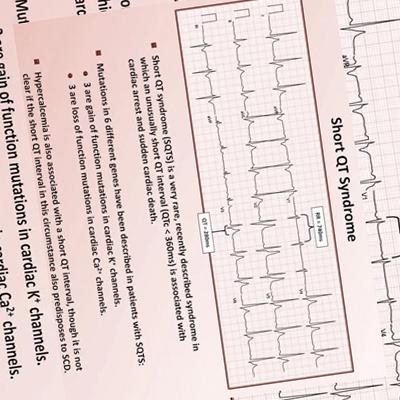 Short QT Syndrome
RR = 780ms
QT = 280ms
I
II
III
aVR
V1
V4
Short QT syndrome (SQTS) is a very rare, recently described syndrome in
which an unusually short QT interval (QTc < 360ms) is associated with
cardiac arrest and sudden cardiac death.
Mutations in 6 different genes have been described in patients with SQTS:
3 are gain of function mutations in cardiac K⁺ channels.
3 are loss of function mutations in cardiac Ca²⁺ channels.
Hypercalcemia is also associated with a short QT interval, though it is not
clear if the short QT interval in this circumstance also predisposes to SCD.
gain of function mutations in cardiac K⁺ channels.
Ca²⁺ channels.